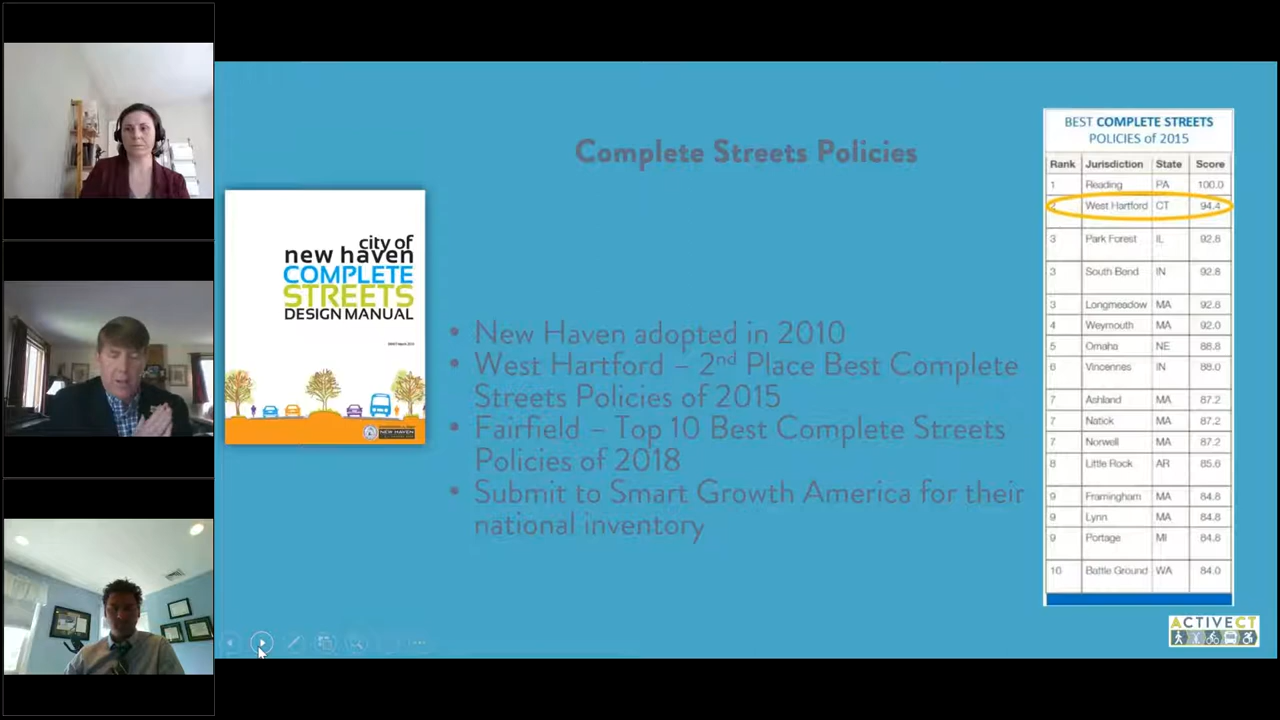 Complete Streets Policies
city of
new haven
COMPLETE
STREETS
DESIGN MANUAL
• New Haven adopted in 2010
• West Hartford – 2nd Place Best Complete
Streets Policies of 2015
• Fairfield – Top 10 Best Complete Streets
Policies of 2018
• Submit to Smart Growth America for their
national inventory
BEST COMPLETE STREETS
POLICIES of 2015
Rank Jurisdiction State Score
1 Reading PA 100.0
2 West Hartford CT 94.4
3 Park Forest IL 92.8
3 South Bend IN 92.8
3 Longmeadow MA 92.8
4 Weymouth MA 92.0
5 Omaha NE 88.8
6 Vincennes IN 88.0
7 Ashland MA 87.2
7 Natick MA 87.2
7 Norwell MA 87.2
8 Little Rock AR 85.6
9 Framingham MA 84.8
9 Lynn MA 84.8
9 Portage MI 84.8
10 Battle Ground WA 84.0
ACTIVECT